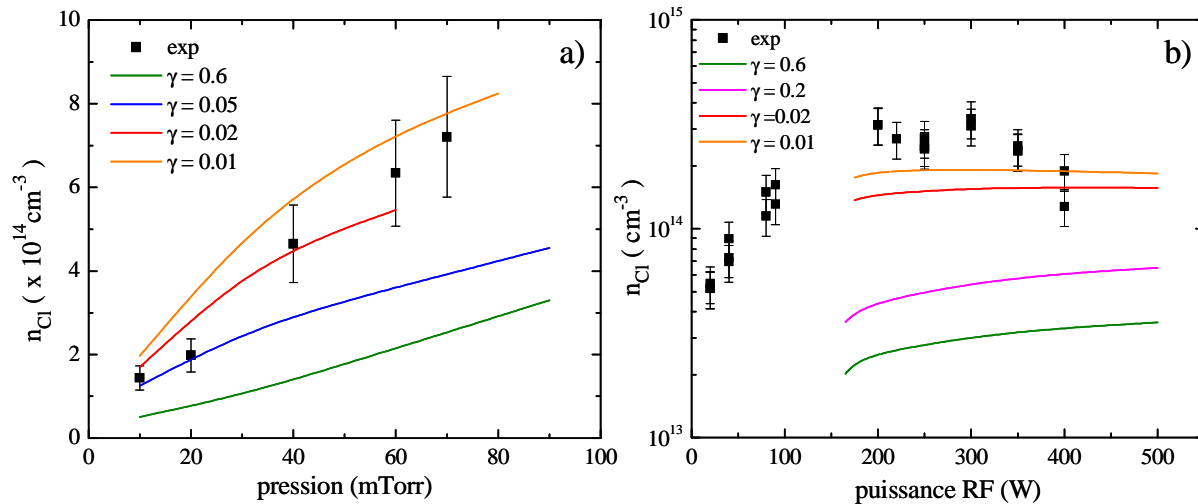 a)
exp
γ = 0.6
γ = 0.05
γ = 0.02
γ = 0.01
10
8
6
4
2
0
0 20 40 60 80 100
n_Cl ( x 10^14 cm^-3)
pression (mTorr)
b)
exp
γ = 0.6
γ = 0.2
γ =0.02
γ = 0.01
10^15
10^14
10^13
0 100 200 300 400 500
n_Cl ( cm^-3)
puissance RF (W)